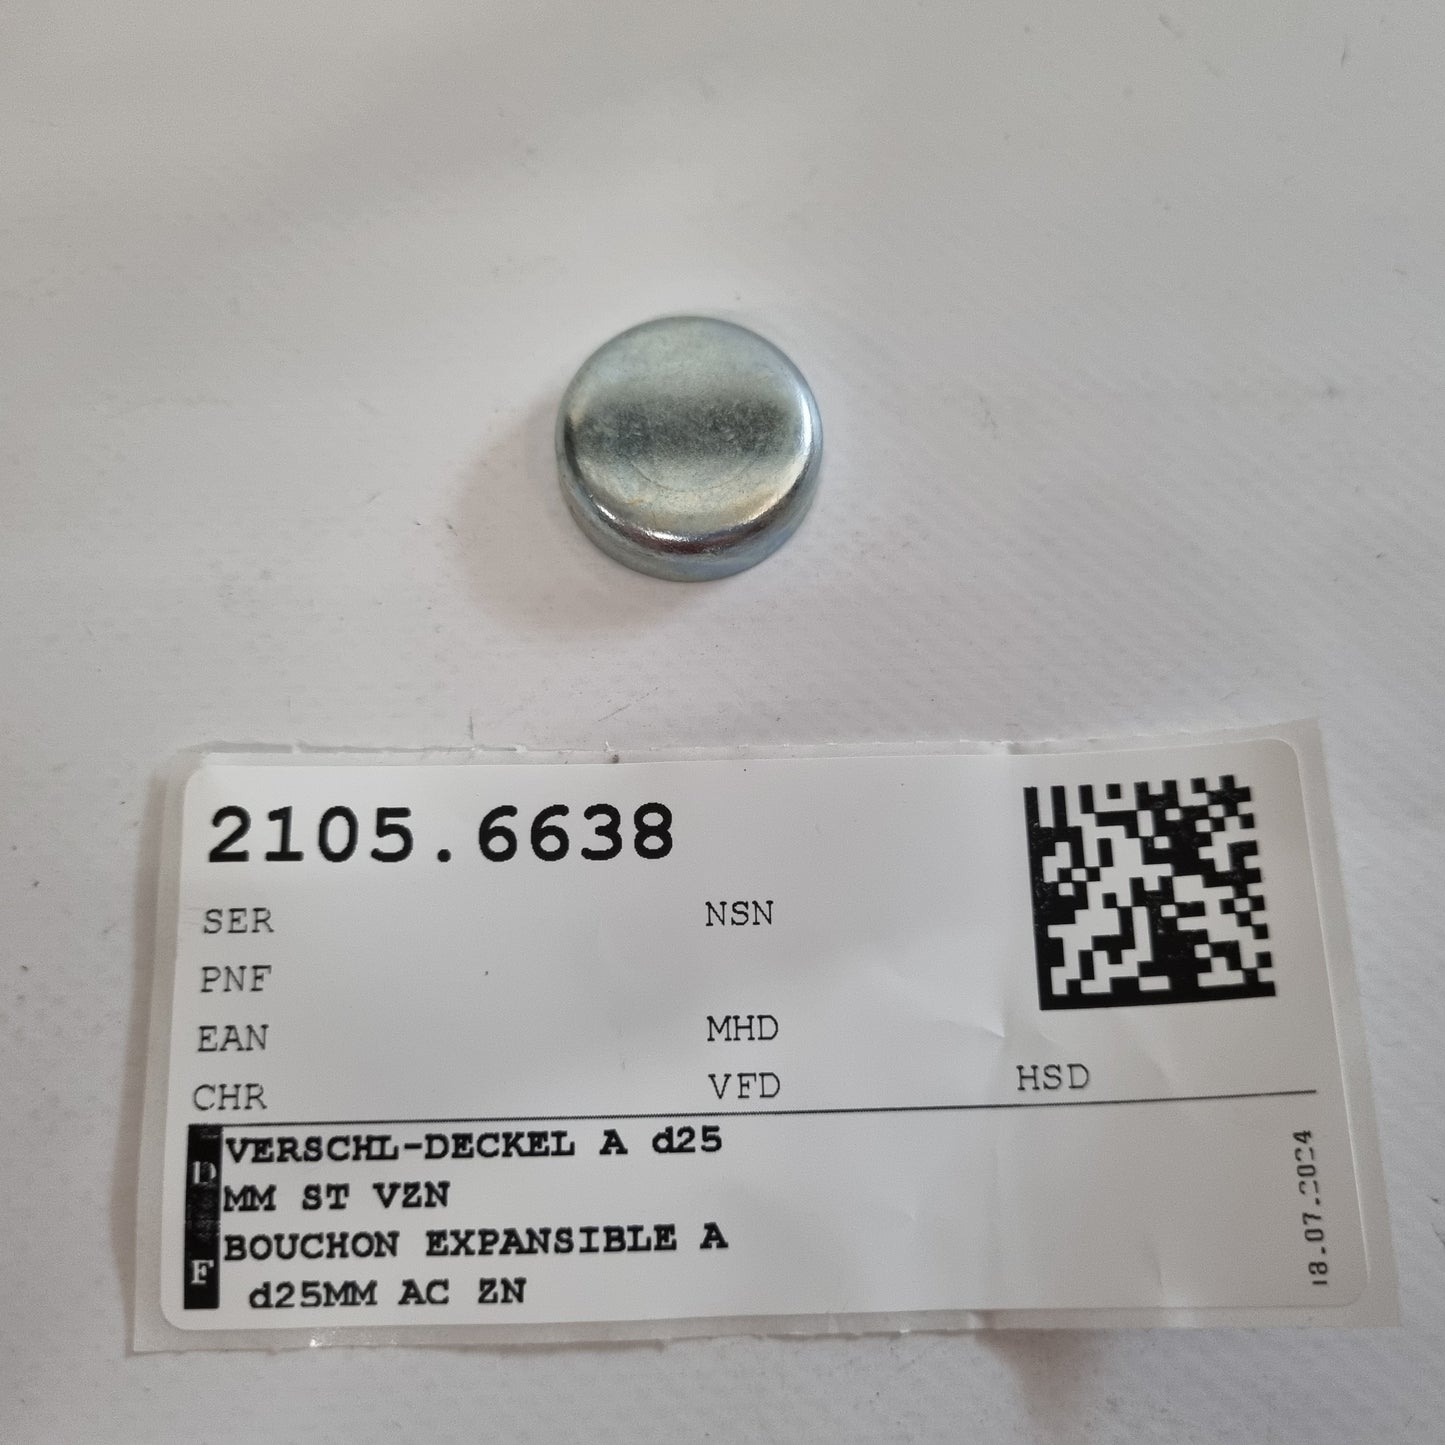 2105.6638
SER
NSN
PNF
EAN
MHD
CHR
VFD
HSD
D
VERSCHL-DECKEL A d25
MM ST VZN
F
BOUCHON EXPANSIBLE A
d25MM AC ZN
18-07-2024